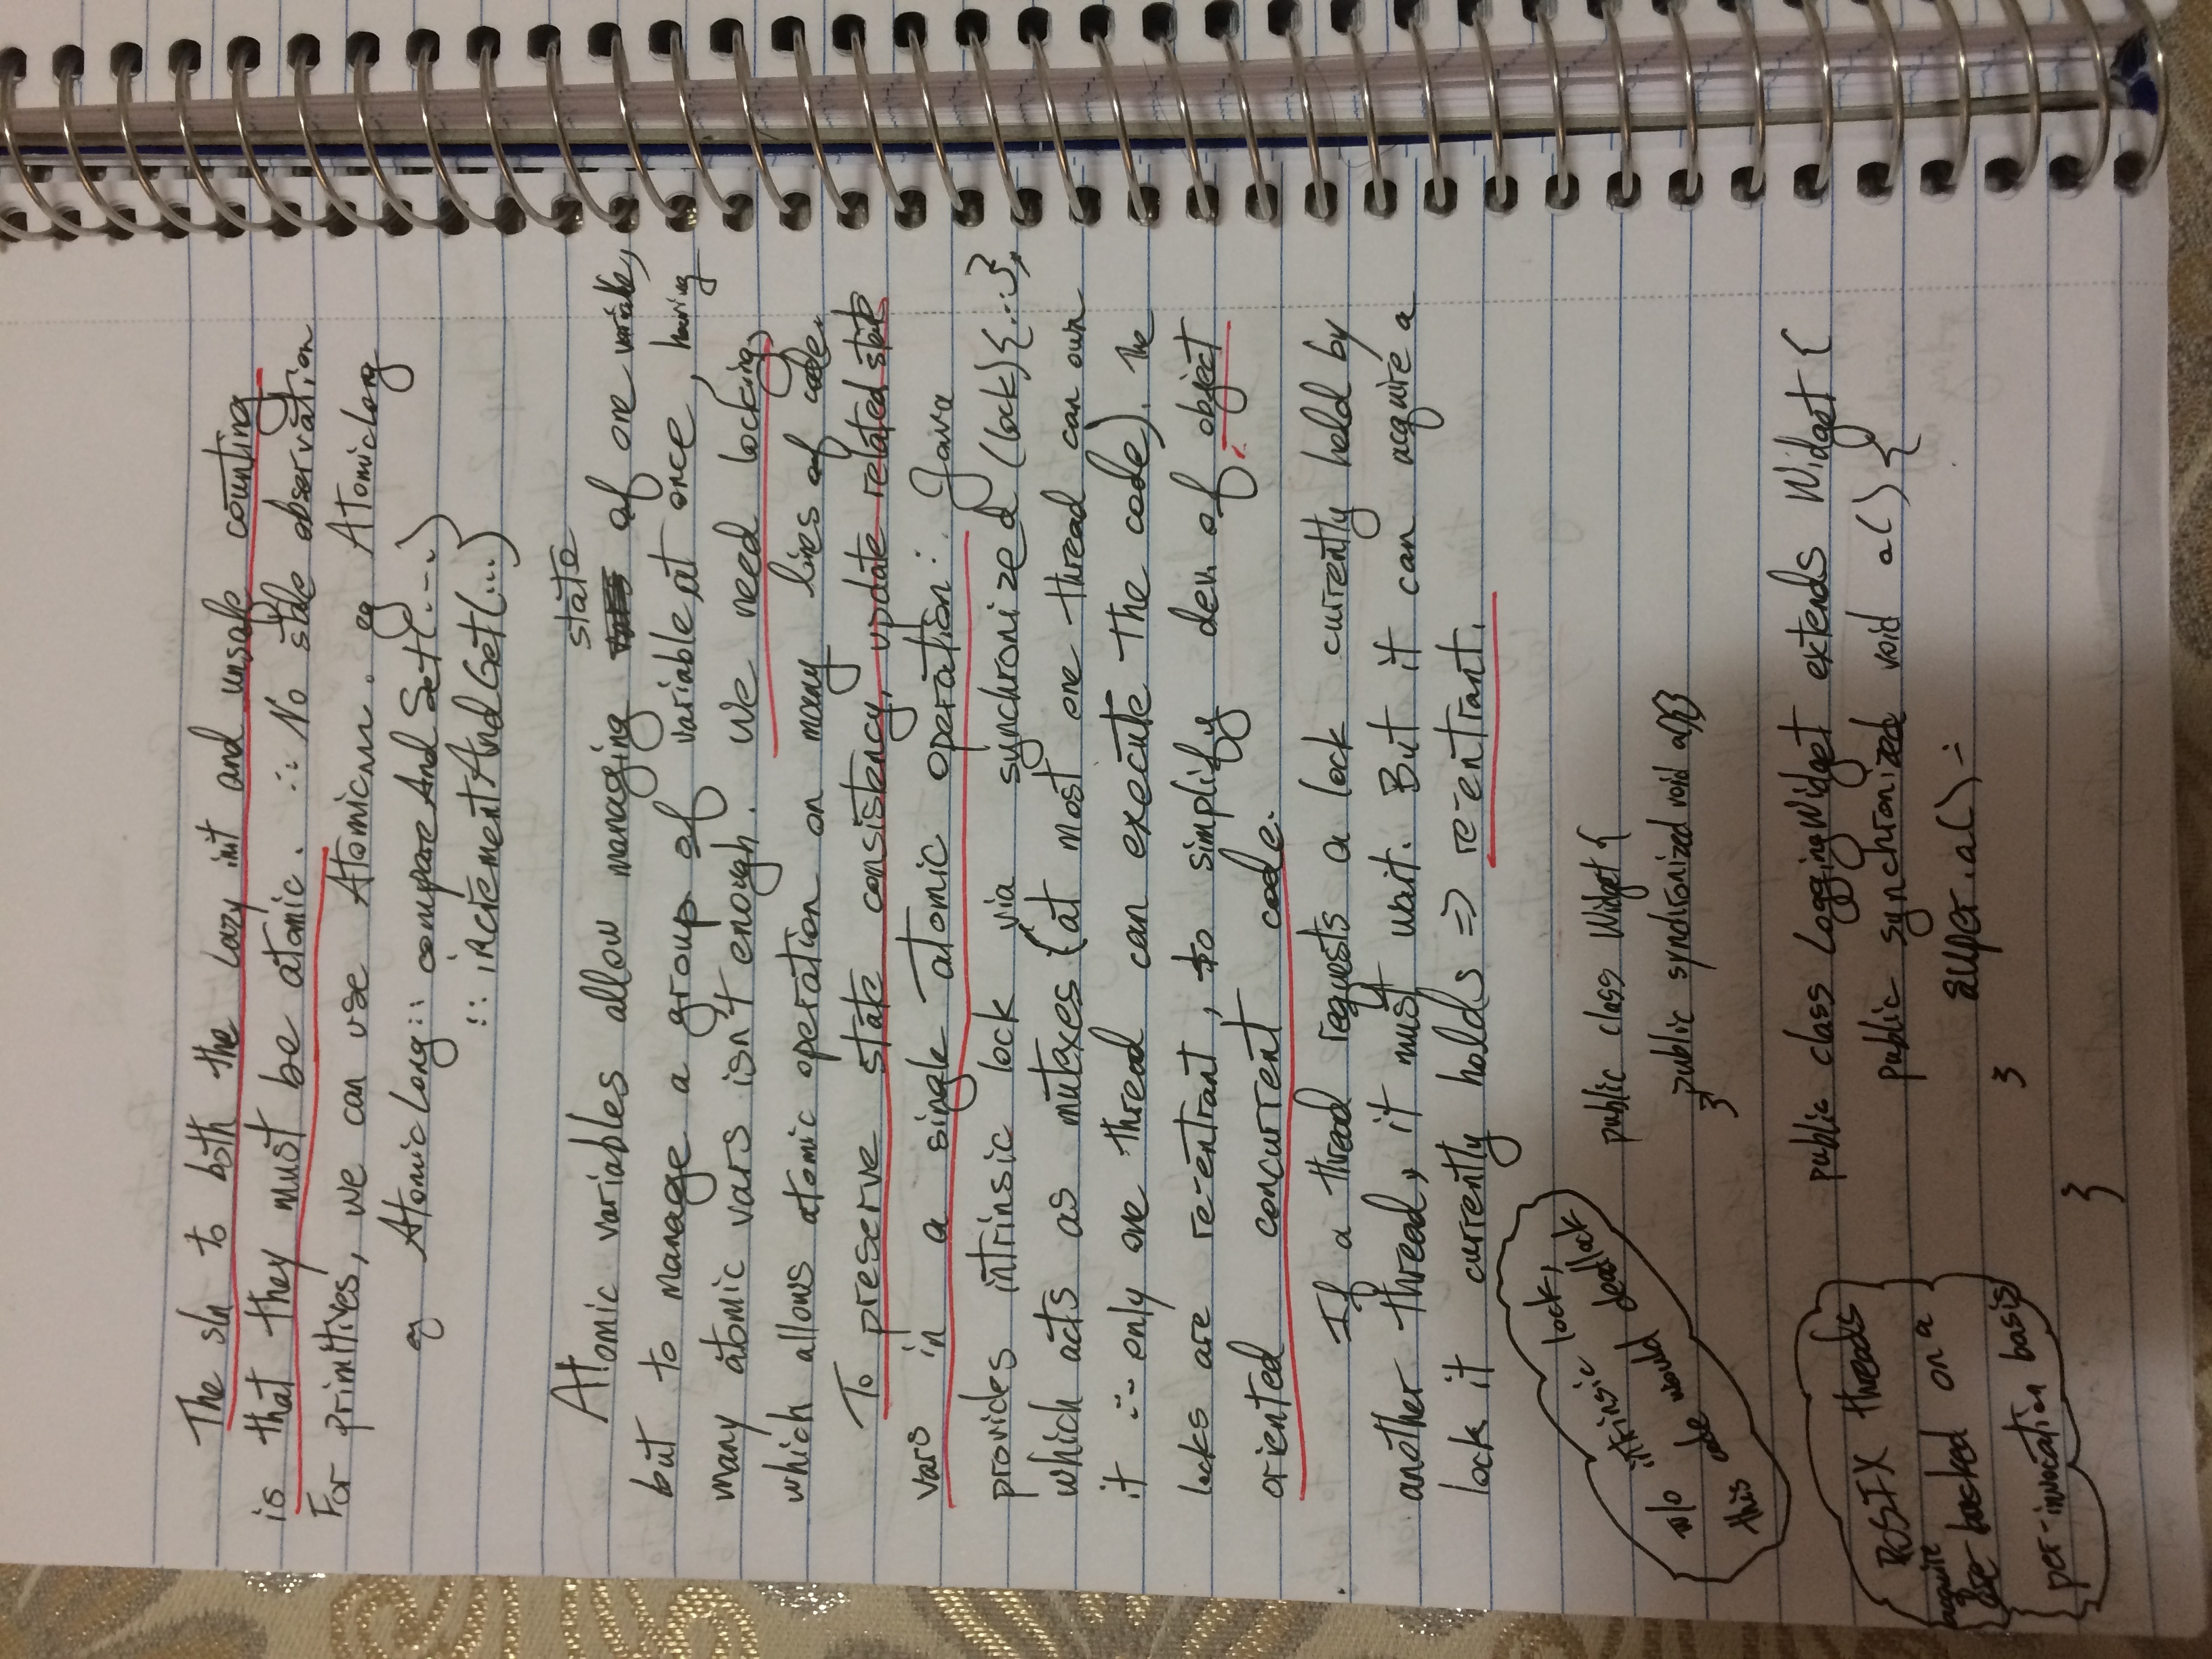 The sln to both the lazy init and unsafe counting
is that they must be atomic. ∴ No stale observation
For primitives, we can use Atomic~~. eg AtomicLong
eg AtomicLong:: compareAndSet(...)
:: incrementAndGet(...)
Atomic variables allow managing state of one variable,
but to manage a group of variable at once, having
many atomic vars isn't enough. We need locking,
which allows atomic operation on many lines of code.
To preserve state consistency, update related state
vars in a single atomic operation ∴ Java
provides intrinsic lock via synchronized (lock){...},
which acts as mutexes (at most one thread can own
it ∴ only one thread can execute the code). The
locks are re-entrant, to simplify dev. of object
oriented concurrent code.
If a thread requests a lock currently held by
another thread, it must wait. But it can acquire a
lock it currently holds => re-entrant.
w/o intrinsic lock,
this code would deadlock
public class Widget {
public synchronized void a(){}
}
public class LoggingWidget extends Widget {
public synchronized void a() {
super.a();
}
}
POSIX threads
acquire
on a
per-invocation basis